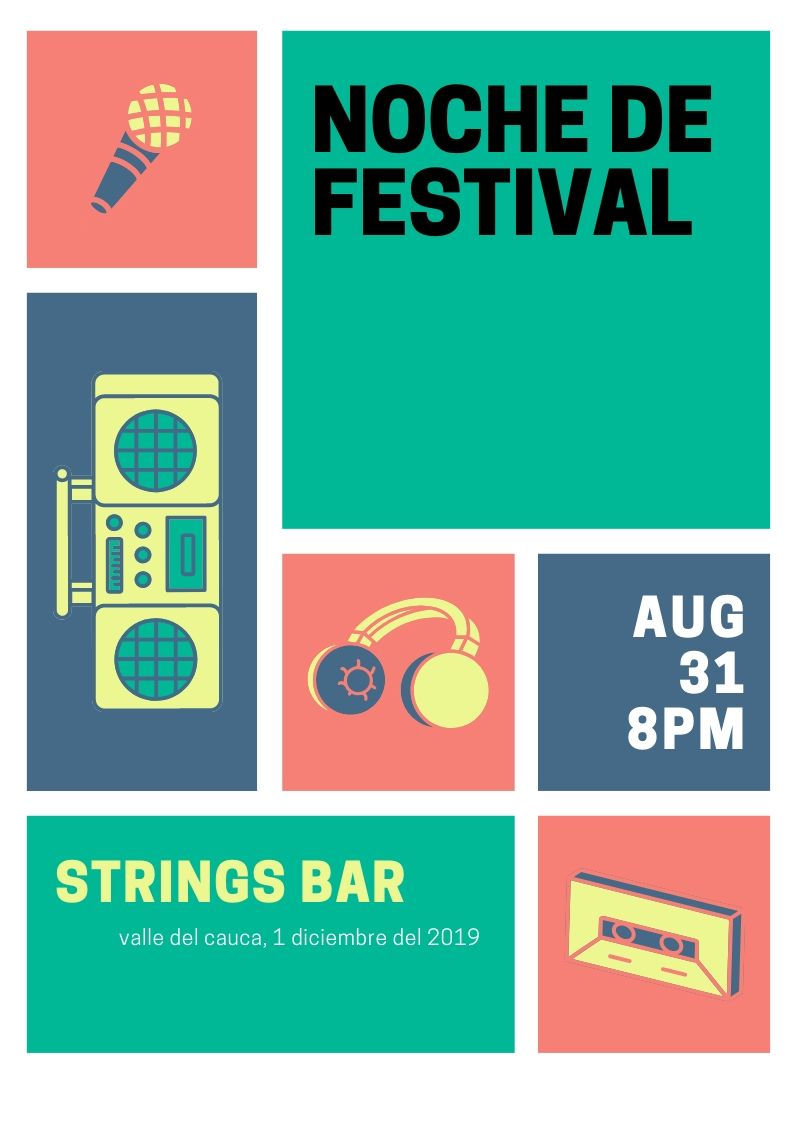 NOCHE DE
FESTIVAL
AUG
31
8PM
STRINGS BAR
valle del cauca, 1 diciembre del 2019